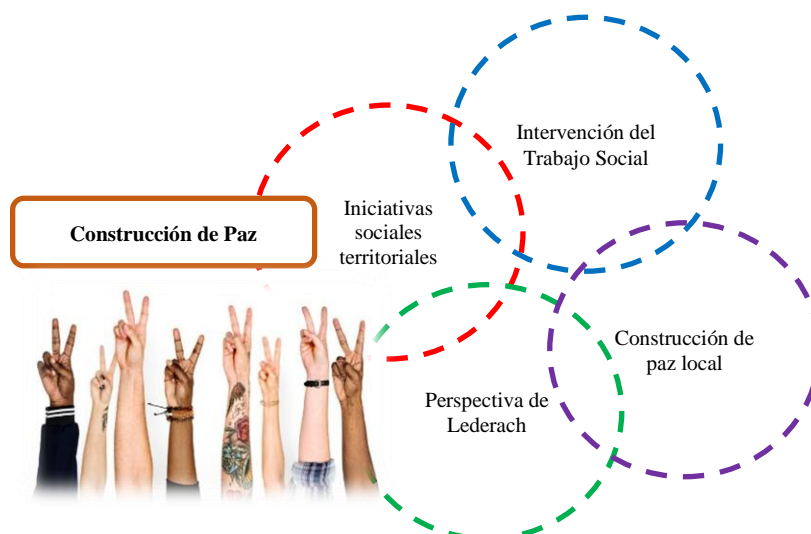 Construcción de Paz
Iniciativas
sociales
territoriales
Intervención del
Trabajo Social
Construcción de
paz local
Perspectiva de
Lederach